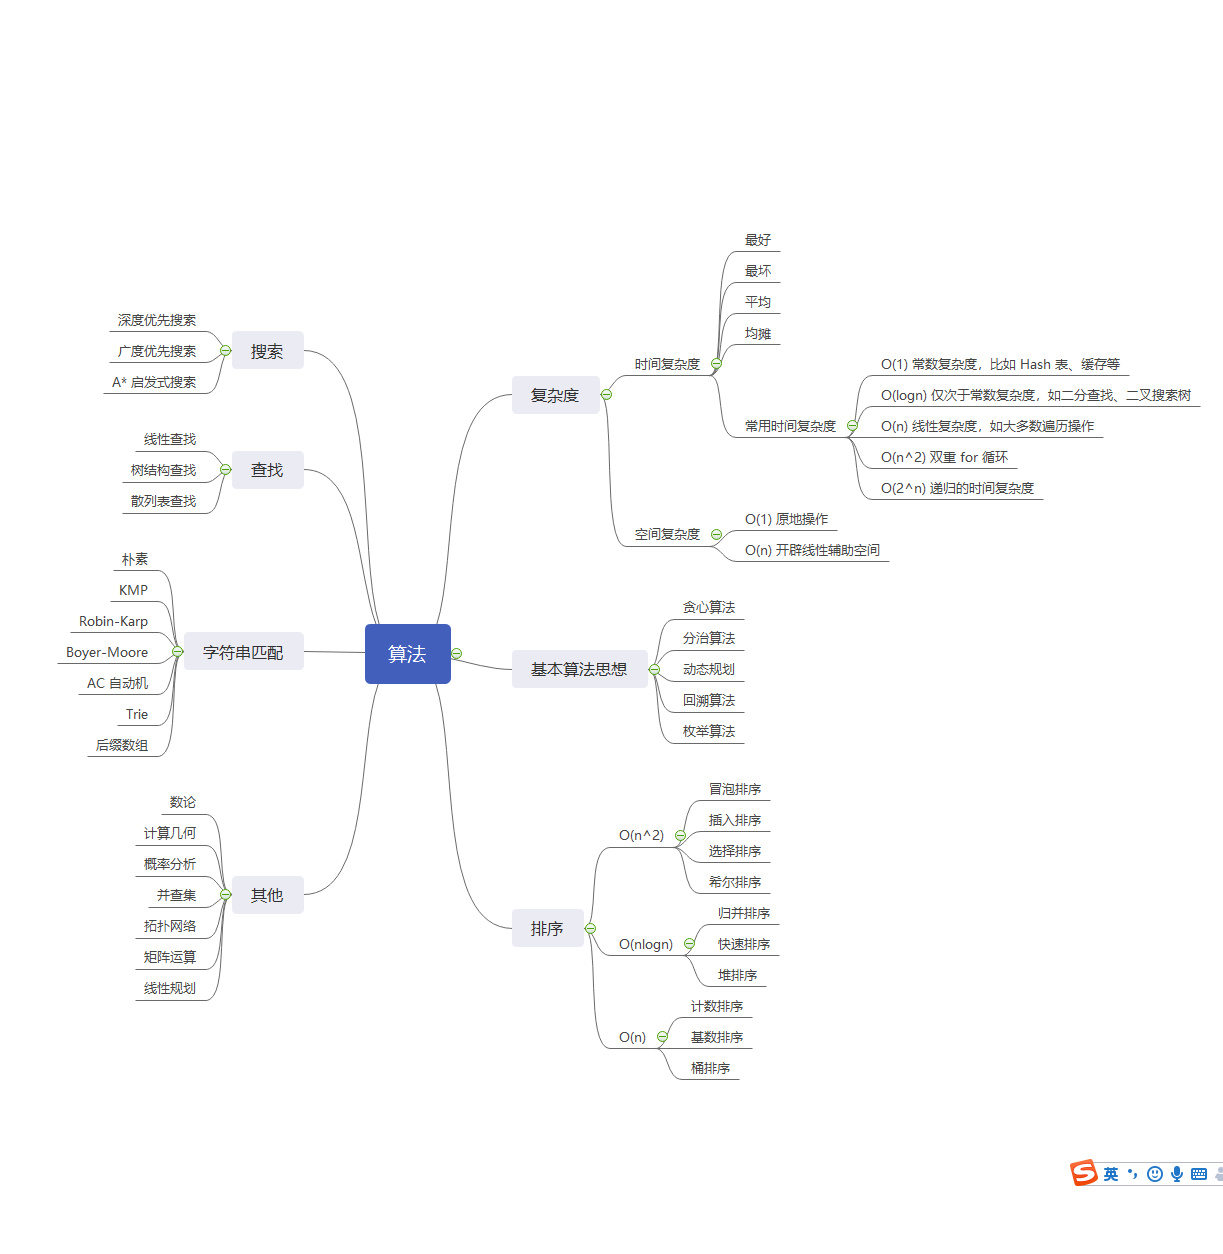 算法
复杂度
时间复杂度
最好
最坏
平均
均摊
常用时间复杂度
O(1) 常数复杂度，比如 Hash 表、缓存等
O(logn) 仅次于常数复杂度，如二分查找、二叉搜索树
O(n) 线性复杂度，如大多数遍历操作
O(n^2) 双重 for 循环
O(2^n) 递归的时间复杂度
空间复杂度
O(1) 原地操作
O(n) 开辟线性辅助空间
基本算法思想
贪心算法
分治算法
动态规划
回溯算法
枚举算法
排序
O(n^2)
冒泡排序
插入排序
选择排序
希尔排序
O(nlogn)
归并排序
快速排序
堆排序
O(n)
计数排序
基数排序
桶排序
搜索
深度优先搜索
广度优先搜索
A* 启发式搜索
查找
线性查找
树结构查找
散列表查找
字符串匹配
朴素
KMP
Robin-Karp
Boyer-Moore
AC 自动机
Trie
后缀数组
其他
数论
计算几何
概率分析
并查集
拓扑网络
矩阵运算
线性规划
英